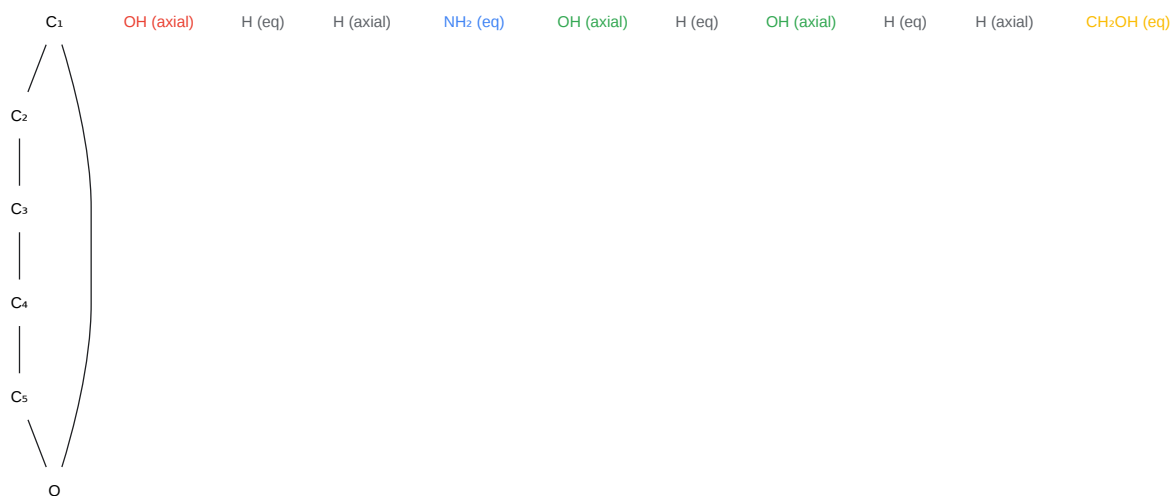 C₁ OH (axial) H (eq) H (axial) NH₂ (eq) OH (axial) H (eq) OH (axial) H (eq) H (axial) CH₂OH (eq)
C₂
C₃
C₄
C₅
O